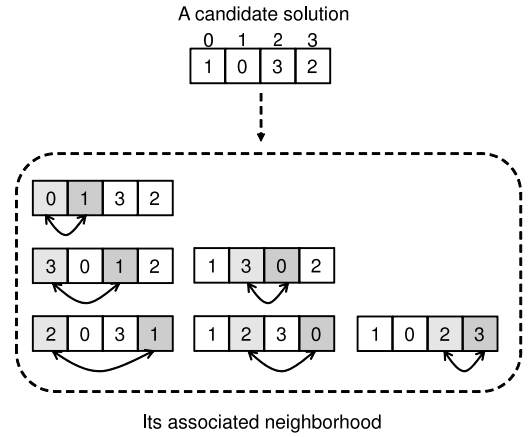 A candidate solution
0 1 2 3
1 0 3 2
0 1 3 2
3 0 1 2 1 3 0 2
2 0 3 1 1 2 3 0 1 0 2 3
Its associated neighborhood